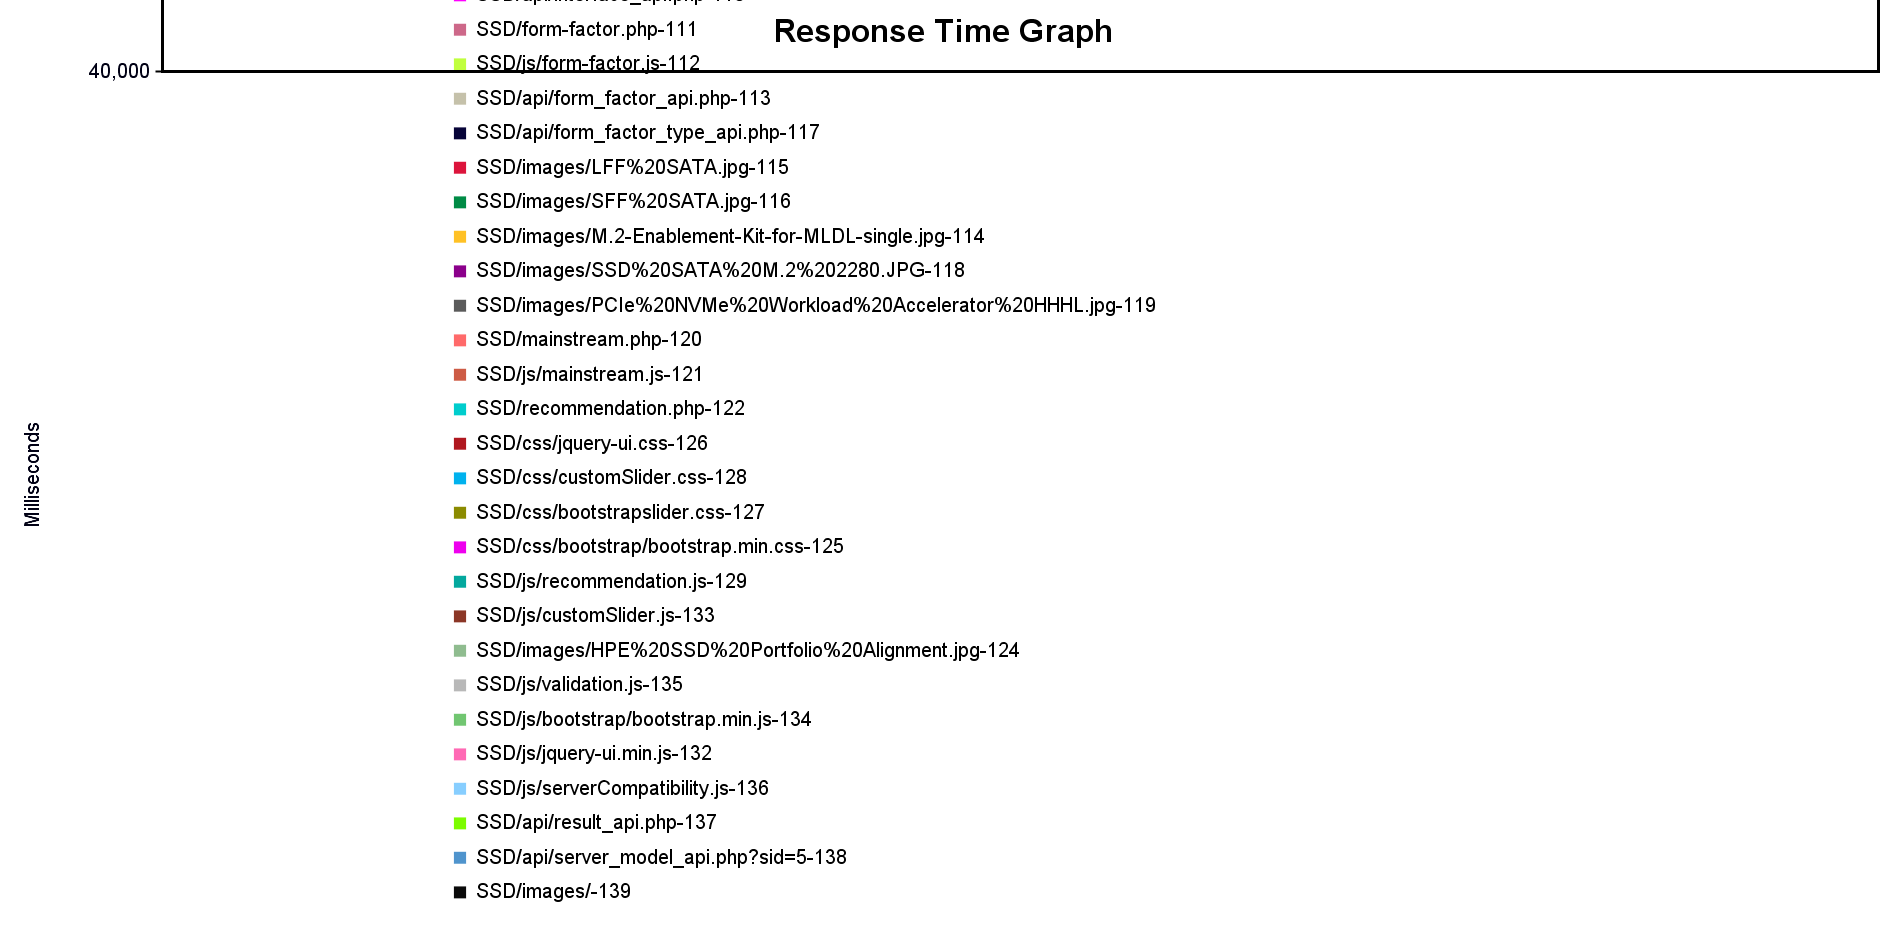 SSD/form-factor.php-111
Response Time Graph
SSD/js/form-factor.js-112
40,000
SSD/api/form_factor_api.php-113
SSD/api/form_factor_type_api.php-117
SSD/images/LFF%20SATA.jpg-115
SSD/images/SFF%20SATA.jpg-116
SSD/images/M.2-Enablement-Kit-for-MLDL-single.jpg-114
SSD/images/SSD%20SATA%20M.2%202280.JPG-118
SSD/images/PCIe%20NVMe%20Workload%20Accelerator%20HHHL.jpg-119
SSD/mainstream.php-120
SSD/js/mainstream.js-121
SSD/recommendation.php-122
SSD/css/jquery-ui.css-126
Milliseconds
SSD/css/customSlider.css-128
SSD/css/bootstrapslider.css-127
SSD/css/bootstrap/bootstrap.min.css-125
SSD/js/recommendation.js-129
SSD/js/customSlider.js-133
SSD/images/HPE%20SSD%20Portfolio%20Alignment.jpg-124
SSD/js/validation.js-135
SSD/js/bootstrap/bootstrap.min.js-134
SSD/js/jquery-ui.min.js-132
SSD/js/serverCompatibility.js-136
SSD/api/result_api.php-137
SSD/api/server_model_api.php?sid=5-138
SSD/images/-139